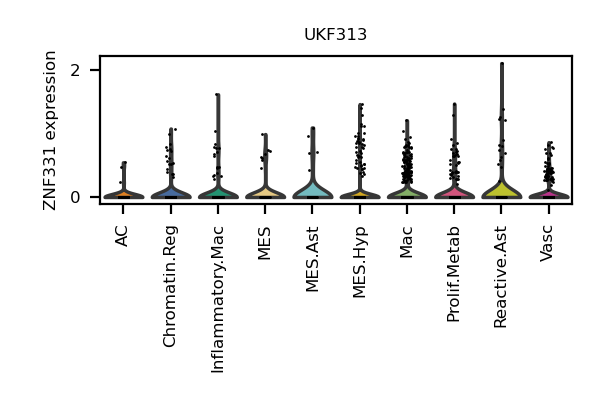 UKF313
ZNF331 expression
2
0
AC
Chromatin.Reg
Inflammatory.Mac
MES
MES.Ast
MES.Hyp
Mac
Prolif.Metab
Reactive.Ast
Vasc